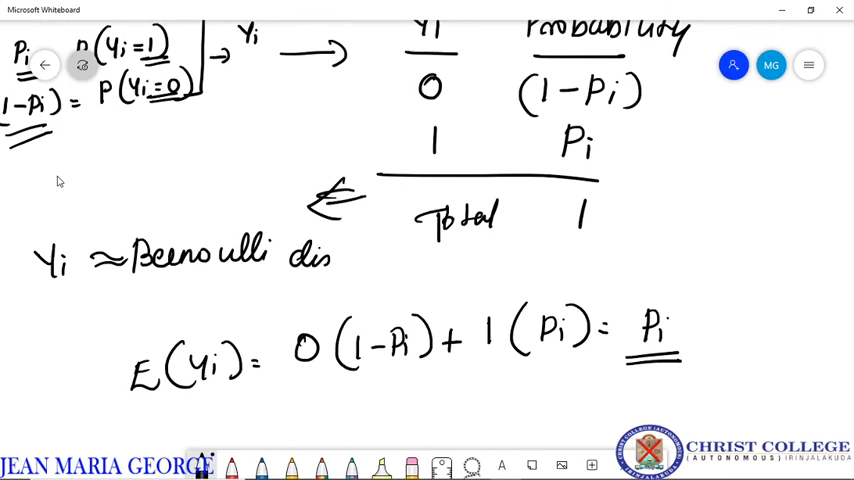 Microsoft Whiteboard
Yi Probability
Pi P(Yi=1) → Yi →
1-Pi) = P(Yi=0)
0 (1-Pi)
1 Pi
Total 1
MG
Yi ≈ Bernoulli dis
E(Yi) = 0(1-Pi) + 1(Pi) = Pi
JEAN MARIA GEORGE
CHRIST COLLEGE
(AUTONOMOUS) IRINJALAKUDA